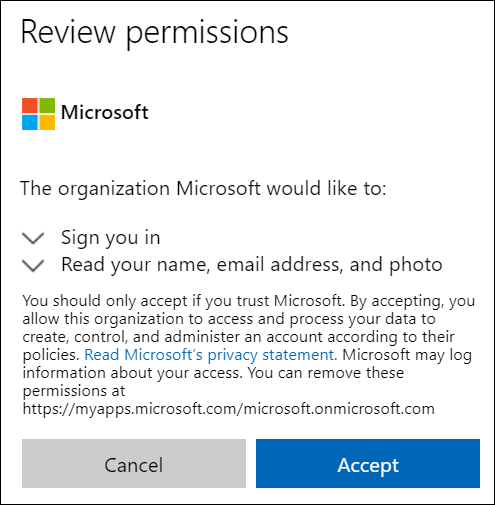 Review permissions
Microsoft
The organization Microsoft would like to:
Sign you in
Read your name, email address, and photo
You should only accept if you trust Microsoft. By accepting, you
allow this organization to access and process your data to
create, control, and administer an account according to their
policies. Read Microsoft's privacy statement. Microsoft may log
information about your access. You can remove these
permissions at
https://myapps.microsoft.com/microsoft.onmicrosoft.com
Cancel
Accept